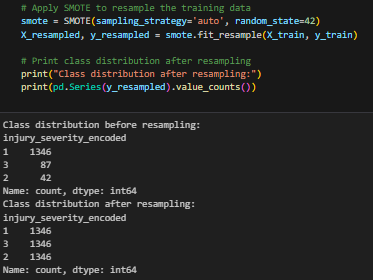 # Apply SMOTE to resample the training data
smote = SMOTE(sampling_strategy='auto', random_state=42)
X_resampled, y_resampled = smote.fit_resample(X_train, y_train)
# Print class distribution after resampling
print("Class distribution after resampling:")
print(pd.Series(y_resampled).value_counts())
Class distribution before resampling:
injury_severity_encoded
1    1346
3      87
2      42
Name: count, dtype: int64
Class distribution after resampling:
injury_severity_encoded
1    1346
3    1346
2    1346
Name: count, dtype: int64